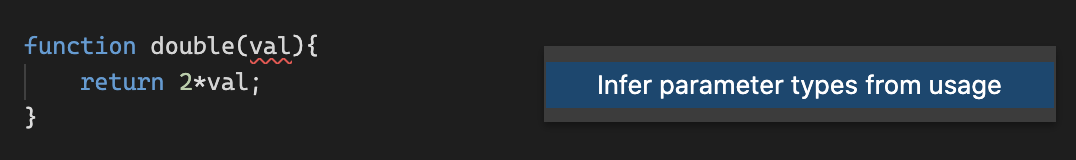 function double(val){
    return 2*val;
}
Infer parameter types from usage